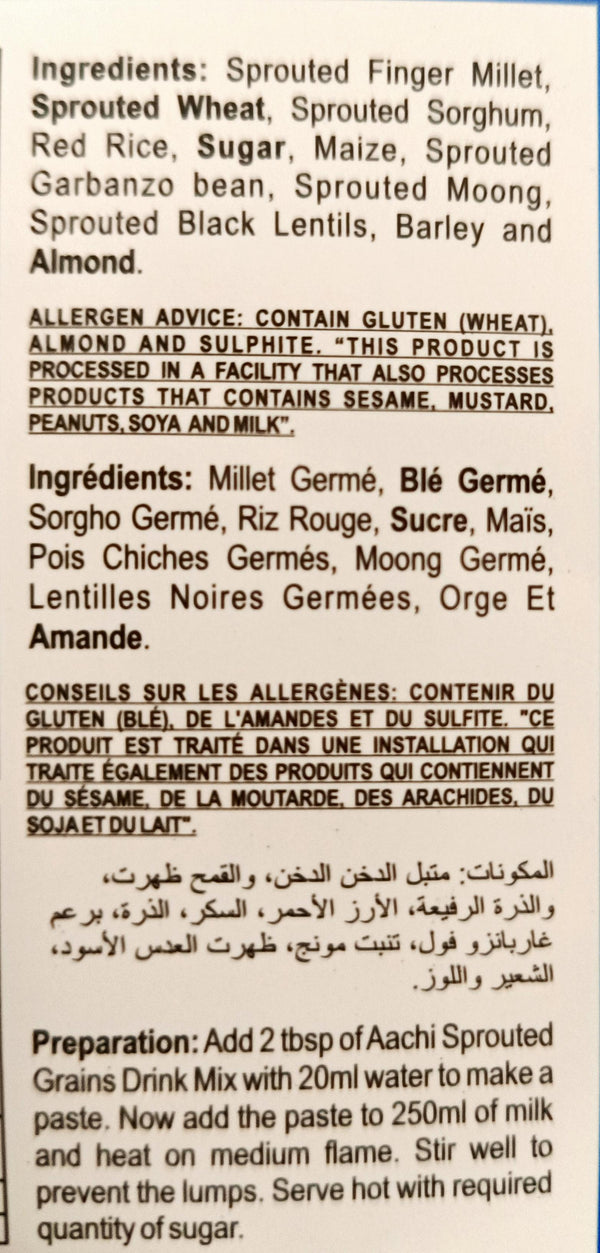 Ingredients: Sprouted Finger Millet,
Sprouted Wheat, Sprouted Sorghum,
Red Rice, Sugar, Maize, Sprouted
Garbanzo bean, Sprouted Moong,
Sprouted Black Lentils, Barley and
Almond.
ALLERGEN ADVICE: CONTAIN GLUTEN (WHEAT),
ALMOND AND SULPHITE. "THIS PRODUCT IS
PROCESSED IN A FACILITY THAT ALSO PROCESSES
PRODUCTS THAT CONTAINS SESAME, MUSTARD,
PEANUTS, SOYA AND MILK".
Ingrédients: Millet Germé, Blé Germé,
Sorgho Germé, Riz Rouge, Sucre, Maïs,
Pois Chiches Germés, Moong Germé,
Lentilles Noires Germées, Orge Et
Amande.
CONSEILS SUR LES ALLERGÈNES: CONTENIR DU
GLUTEN (BLÉ), DE L'AMANDES ET DU SULFITE. "CE
PRODUIT EST TRAITÉ DANS UNE INSTALLATION QUI
TRAITE ÉGALEMENT DES PRODUITS QUI CONTIENNENT
DU SÉSAME, DE LA MOUTARDE, DES ARACHIDES, DU
SOJA ET DU LAIT".
المكونات: متبل الدخن الدخن، والقمح ظهرت،
والذرة الرفيعة، الأرز الأحمر، السكر، الذرة، برعم
غاربانزو فول، تنبت مونج، ظهرت العدس الأسود،
الشعير واللوز.
Preparation: Add 2 tbsp of Aachi Sprouted
Grains Drink Mix with 20ml water to make a
paste. Now add the paste to 250ml of milk
and heat on medium flame. Stir well to
prevent the lumps. Serve hot with required
quantity of sugar.